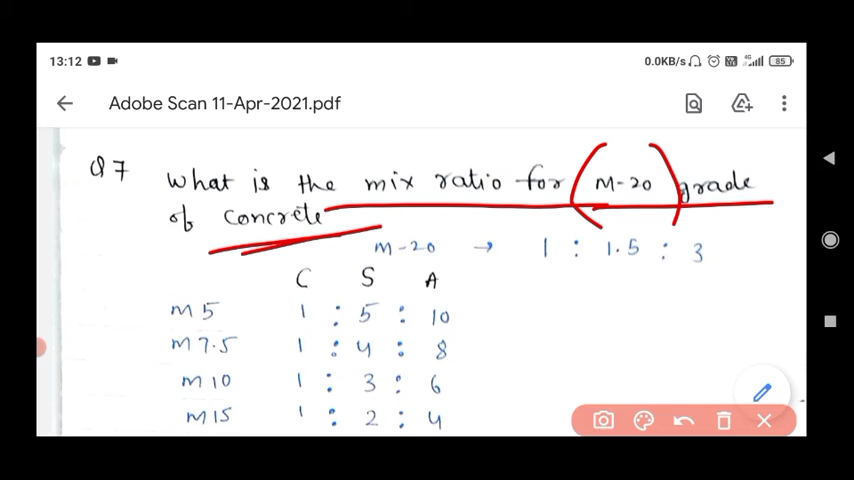 13:12
0.0KB/s 4G 85
Adobe Scan 11-Apr-2021.pdf
Q7 What is the mix ratio for (M-20) grade
of concrete
M-20 → 1 : 1.5 : 3
C S A
M5 1 : 5 : 10
M7.5 1 : 4 : 8
M10 1 : 3 : 6
M15 1 : 2 : 4